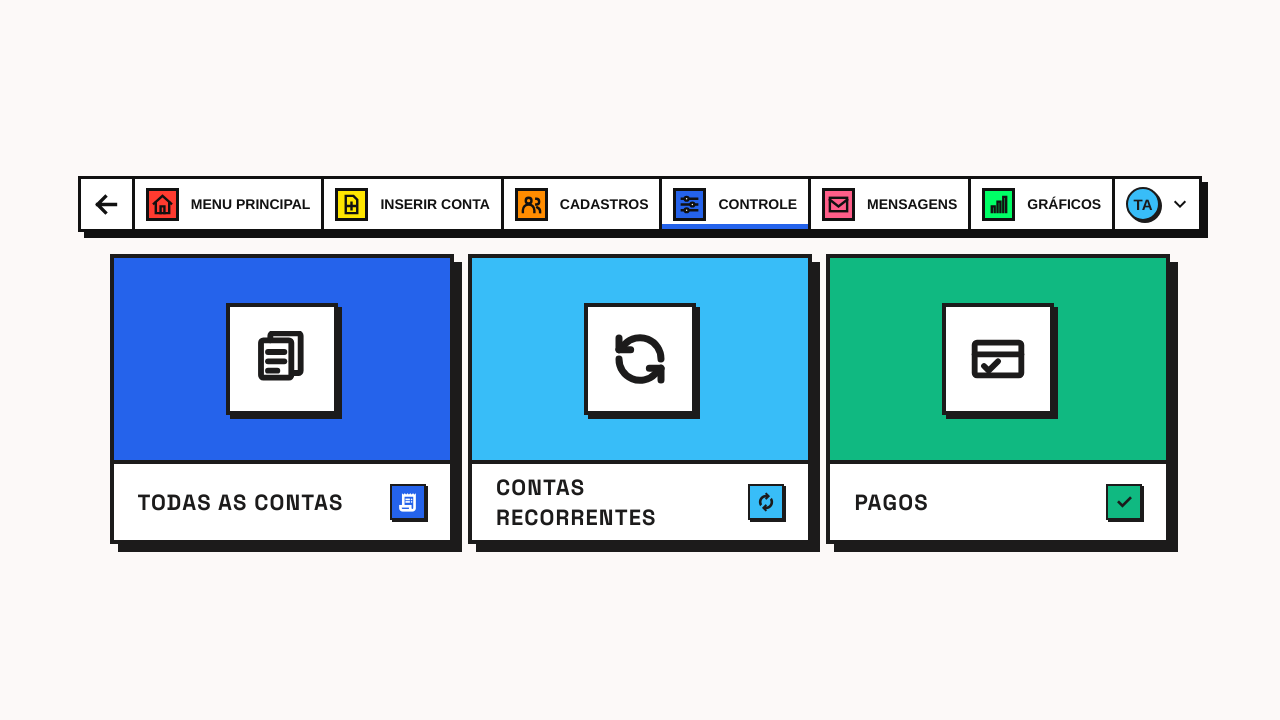 MENU PRINCIPAL
INSERIR CONTA
CADASTROS
CONTROLE
MENSAGENS
GRÁFICOS
TA
TODAS AS CONTAS
CONTAS
RECORRENTES
PAGOS